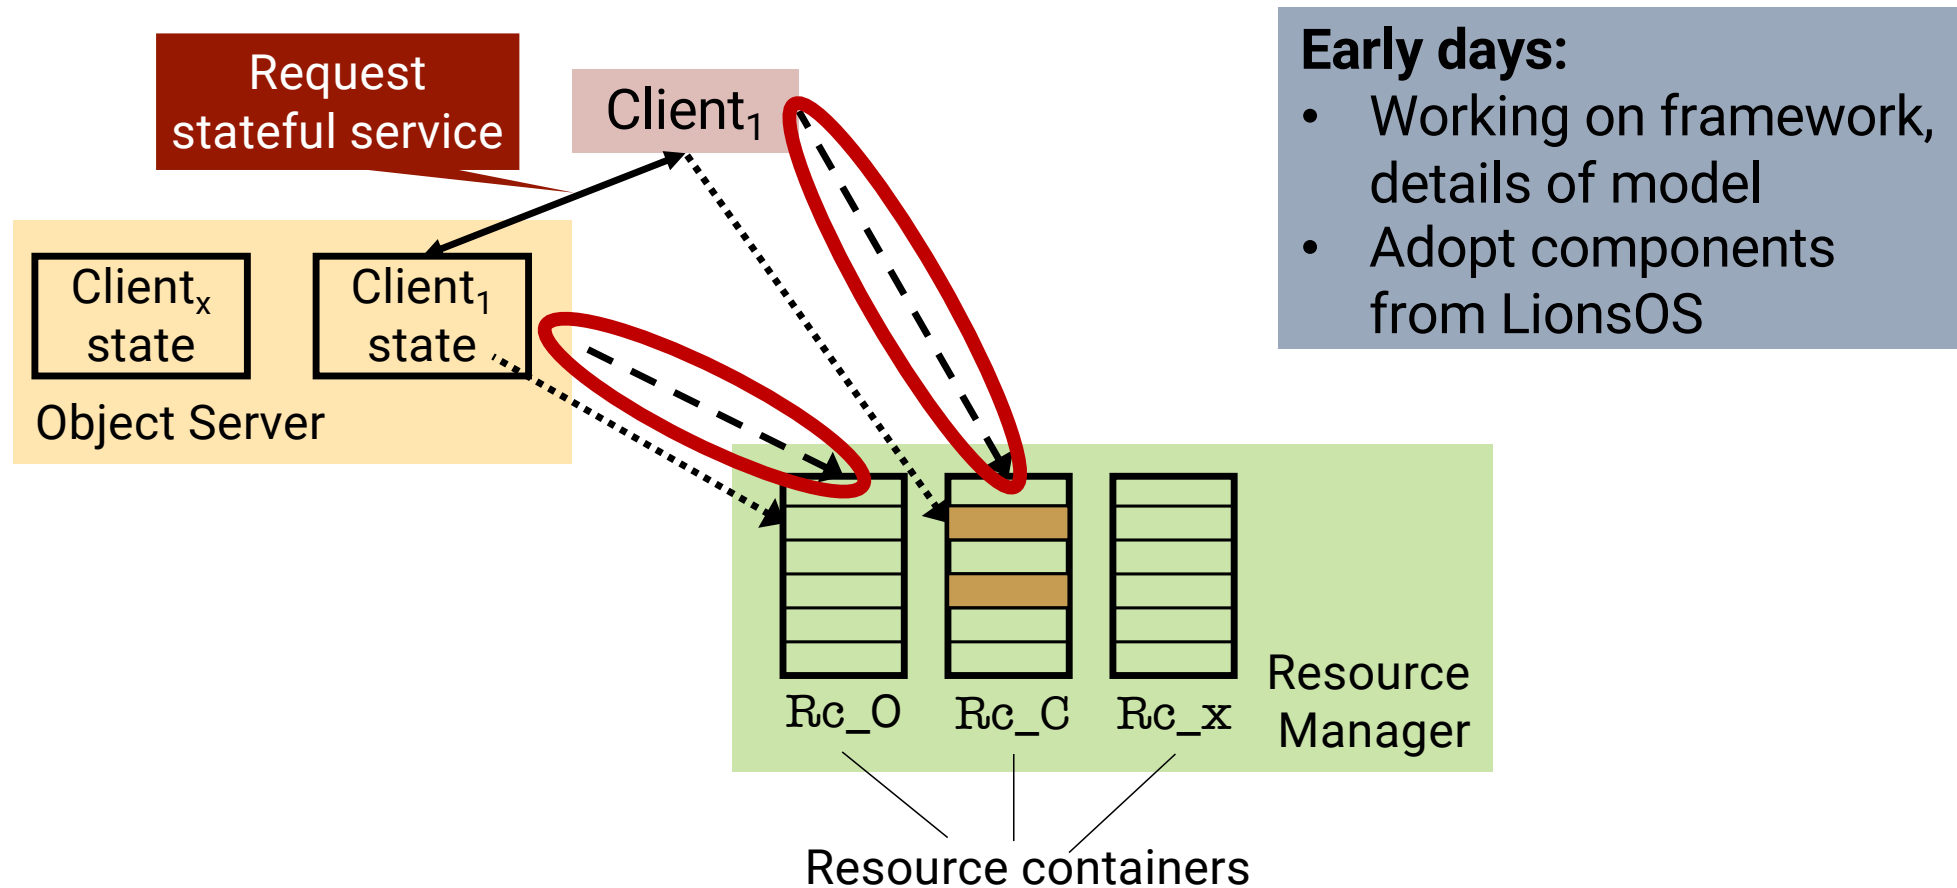 Request
stateful service
Client₁
Early days:
• Working on framework,
details of model
• Adopt components
from LionsOS
Clientₓ
state
Client₁
state
Object Server
Rc_O
Rc_C
Rc_x
Resource
Manager
Resource containers